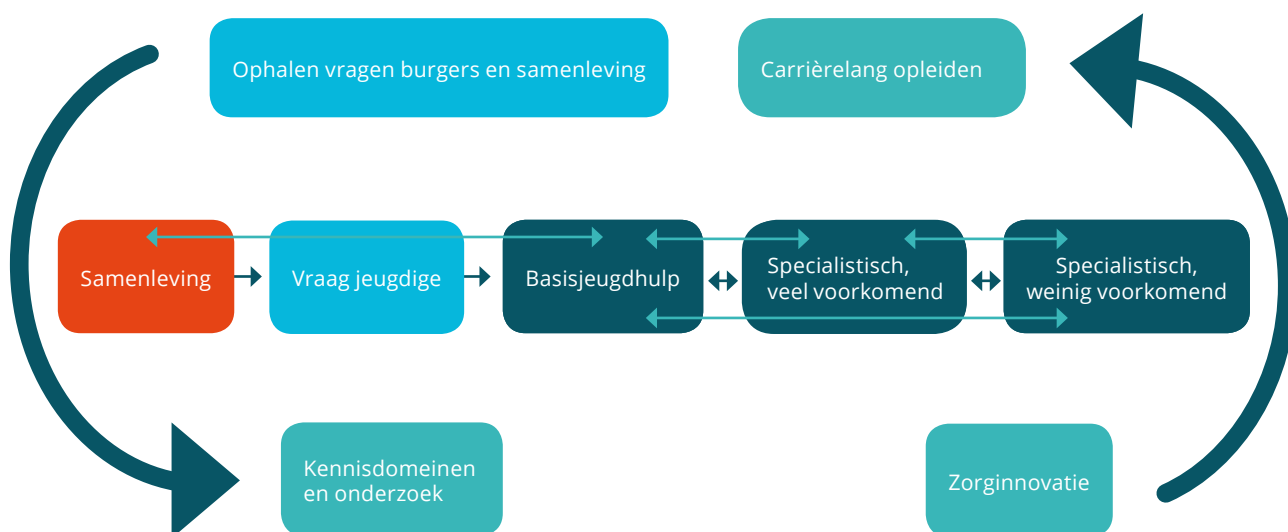 Ophalen vragen burgers en samenleving
Carrièrelang opleiden
Samenleving
Vraag jeugdige
Basisjeugdhulp
Specialistisch,
veel voorkomend
Specialistisch,
weinig voorkomend
Kennisdomeinen
en onderzoek
Zorginnovatie